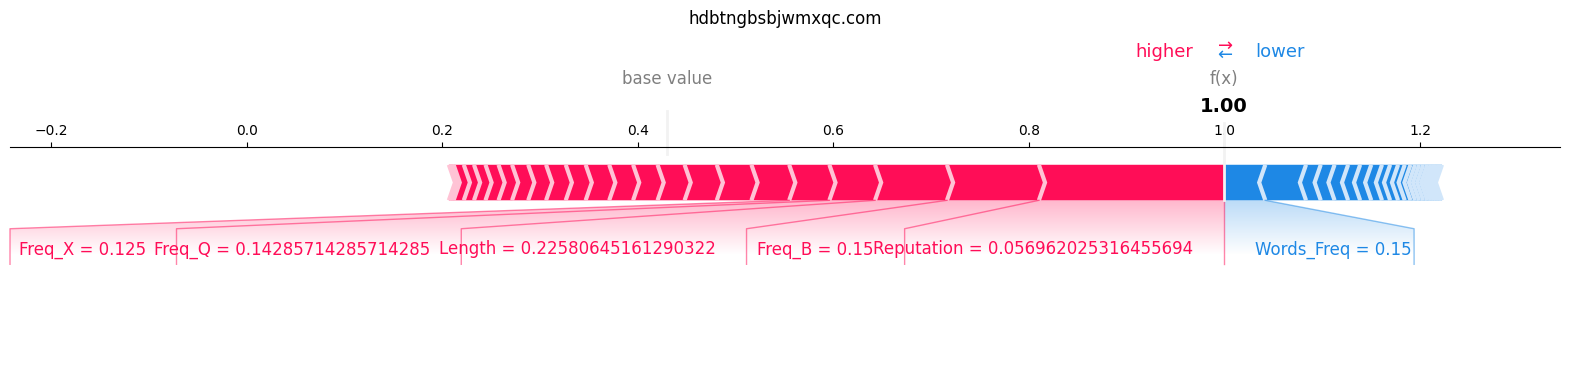 hdbtngbsbjwmxqc.com
higher ⇄ lower
base value f(x)
1.00
−0.2 0.0 0.2 0.4 0.6 0.8 1.0 1.2
Freq_X = 0.125 Freq_Q = 0.14285714285714285 Length = 0.22580645161290322 Freq_B = 0.15 Reputation = 0.056962025316455694 Words_Freq = 0.15